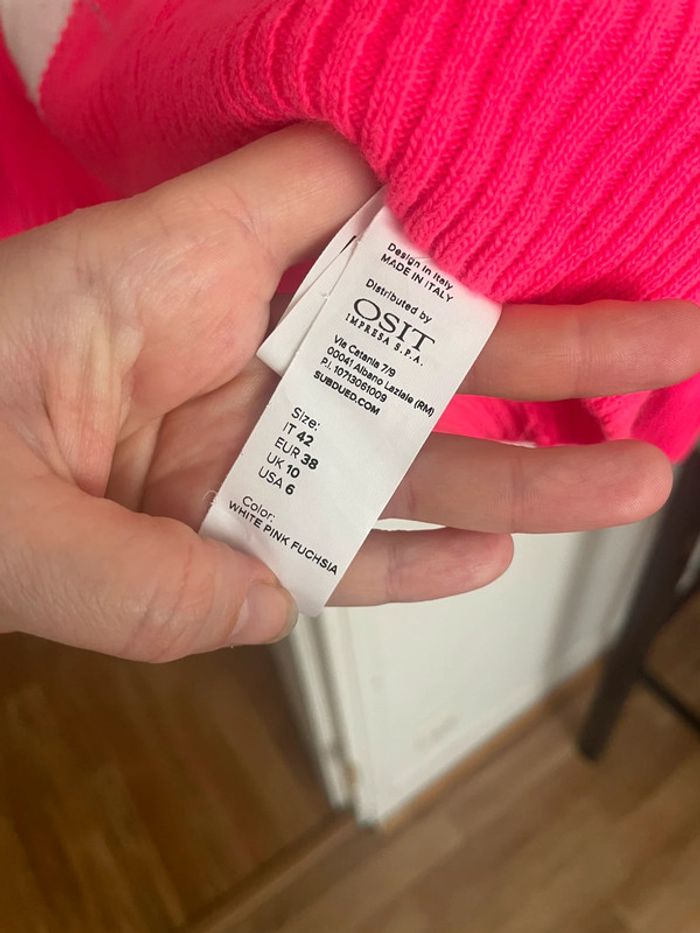 Design in Italy
MADE IN ITALY
Distributed by
OSIT
IMPRESA S.P.A.
Via Catania 7/9
00041 Albano Laziale (RM)
P.I. 10713061009
SUBDUED.COM
Size:
IT 42
EUR 38
UK 10
USA 6
Color:
WHITE PINK FUCHSIA